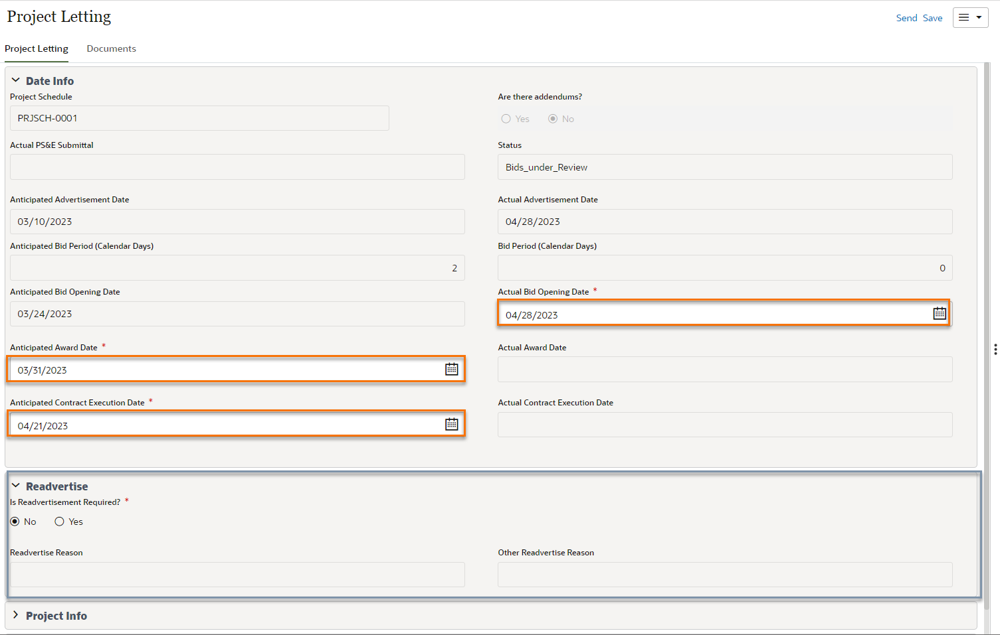 Project Letting
Send Save
Project Letting Documents
Date Info
Project Schedule Are there addendums?
PRJSCH-0001 Yes No
Actual PS&E Submittal Status
Bids_under_Review
Anticipated Advertisement Date Actual Advertisement Date
03/10/2023 04/28/2023
Anticipated Bid Period (Calendar Days) Bid Period (Calendar Days)
2 0
Anticipated Bid Opening Date Actual Bid Opening Date *
03/24/2023 04/28/2023
Anticipated Award Date * Actual Award Date
03/31/2023
Anticipated Contract Execution Date * Actual Contract Execution Date
04/21/2023
Readvertise
Is Readvertisement Required? *
No Yes
Readvertise Reason Other Readvertise Reason
Project Info